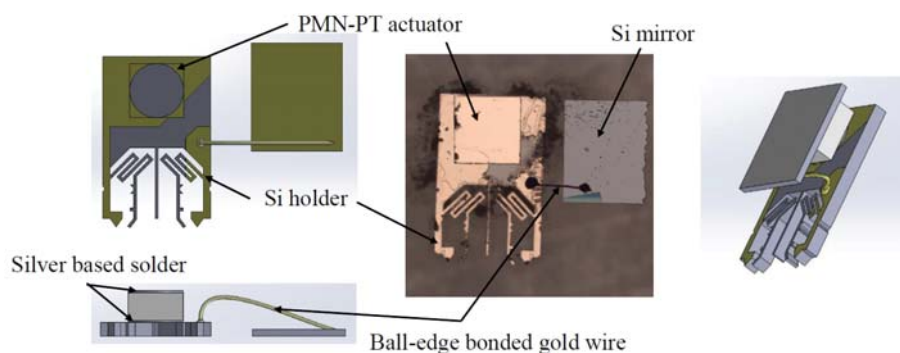 PMN-PT actuator
Si mirror
Si holder
Silver based solder
Ball-edge bonded gold wire